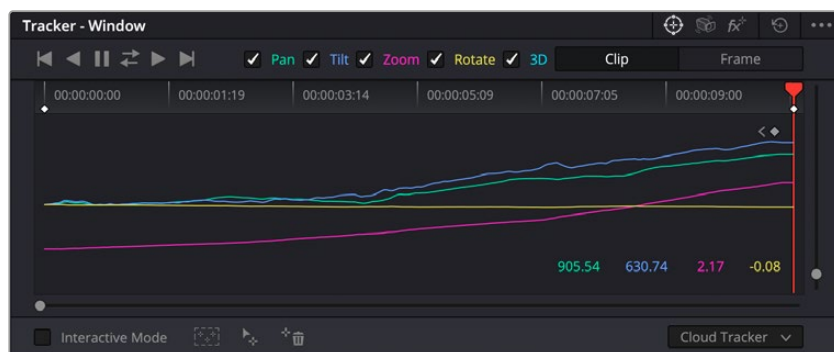 Tracker - Window
Pan Tilt Zoom Rotate 3D Clip Frame
00:00:00:00 00:00:01:19 00:00:03:14 00:00:05:09 00:00:07:05 00:00:09:00
905.54 630.74 2.17 -0.08
Interactive Mode Cloud Tracker